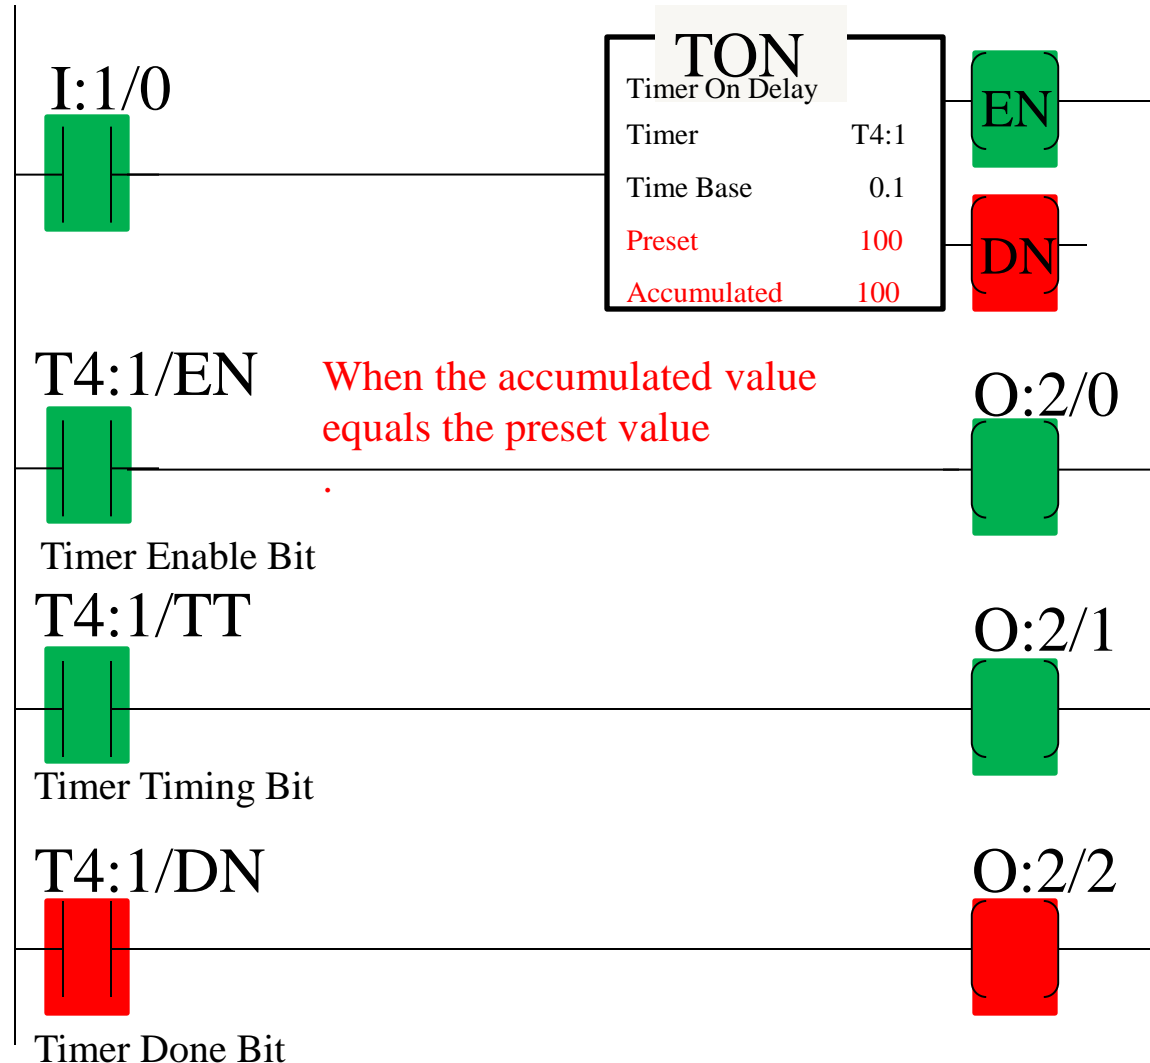 TON
I:1/0
Timer On Delay
EN
Timer T4:1
Time Base 0.1
Preset 100
DN
Accumulated 100
T4:1/EN
When the accumulated value
equals the preset value
.
O:2/0
Timer Enable Bit
T4:1/TT
O:2/1
Timer Timing Bit
T4:1/DN
O:2/2
Timer Done Bit